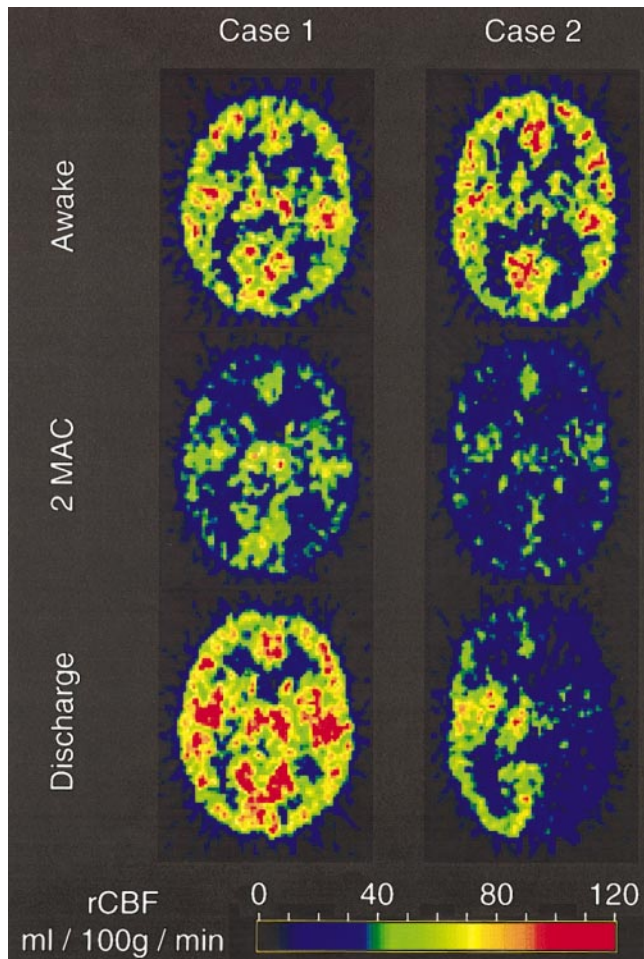 Case 1 Case 2
Awake
2 MAC
Discharge
rCBF 0 40 80 120
ml / 100g / min